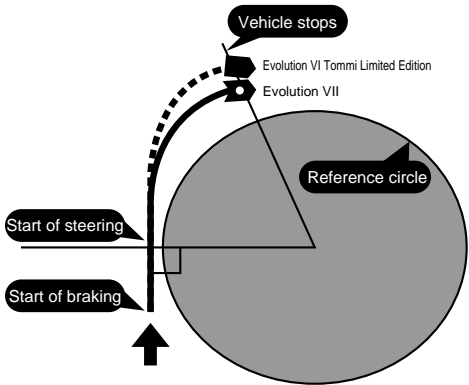 Vehicle stops
Evolution VI Tommi Limited Edition
Evolution VII
Reference circle
Start of steering
Start of braking